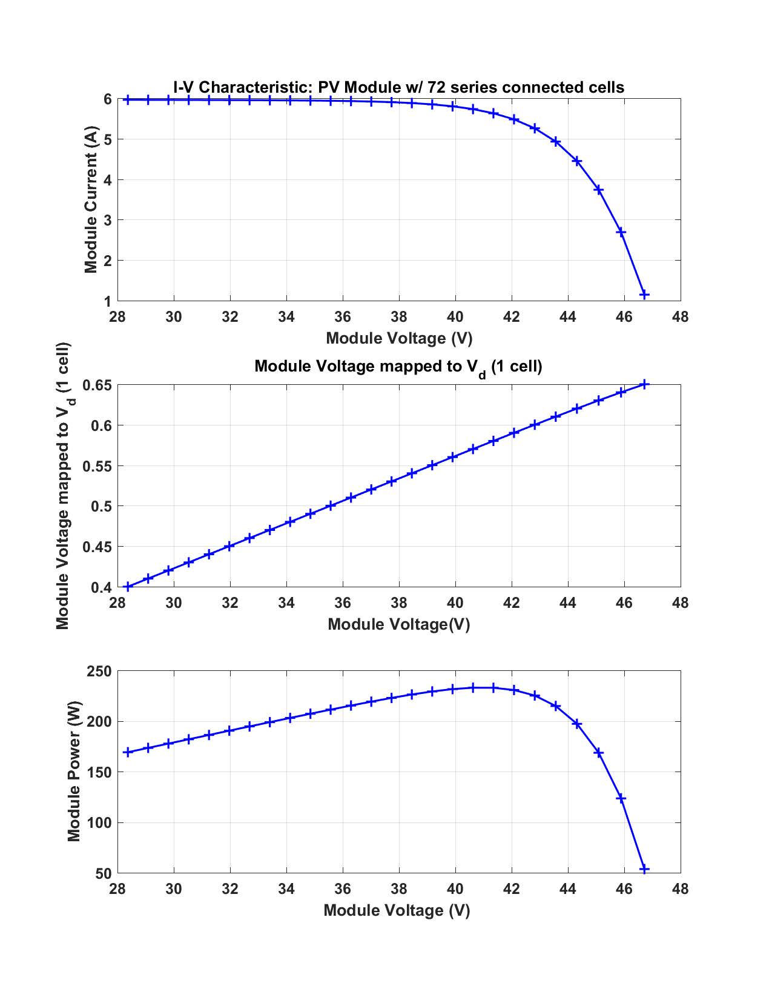 I-V Characteristic: PV Module w/ 72 series connected cells
6
5
4
3
2
1
Module Current (A)
28 30 32 34 36 38 40 42 44 46 48
Module Voltage (V)
Module Voltage mapped to Vd (1 cell)
0.65
0.6
0.55
0.5
0.45
0.4
Module Voltage mapped to Vd (1 cell)
28 30 32 34 36 38 40 42 44 46 48
Module Voltage(V)
250
200
150
100
50
Module Power (W)
28 30 32 34 36 38 40 42 44 46 48
Module Voltage (V)